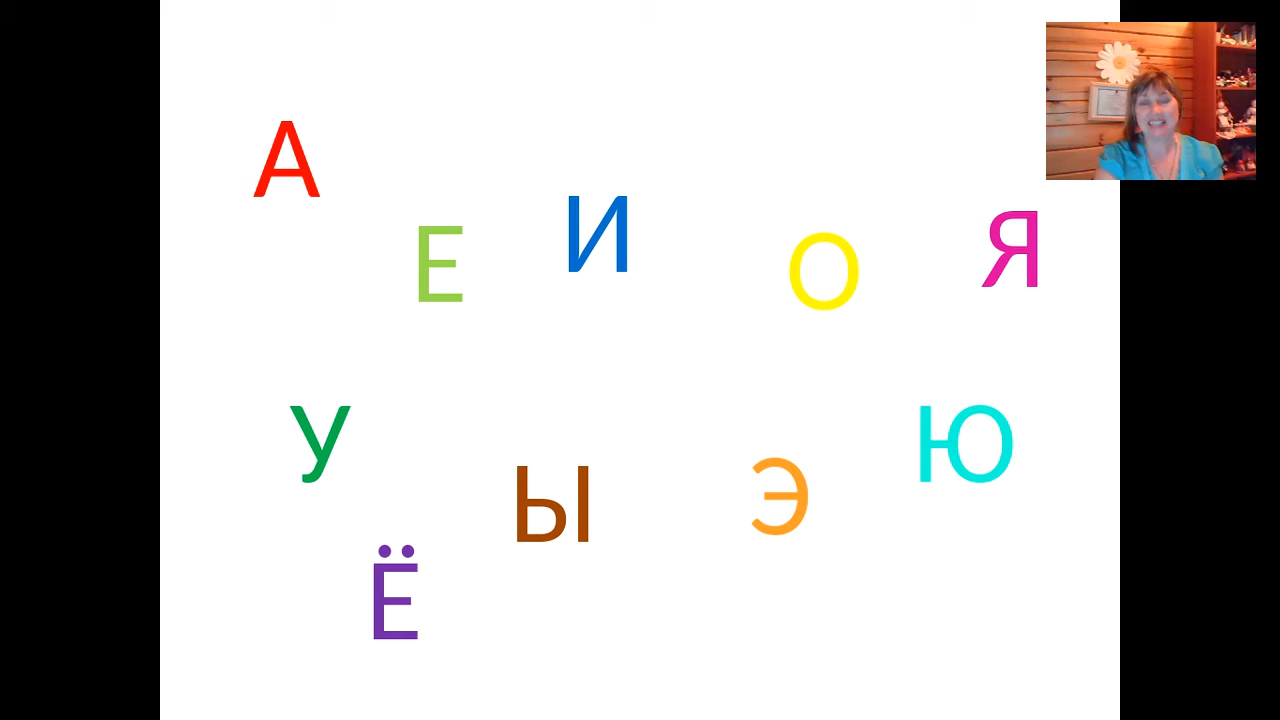 А
Е И О Я
У Ы Э Ю
Ё